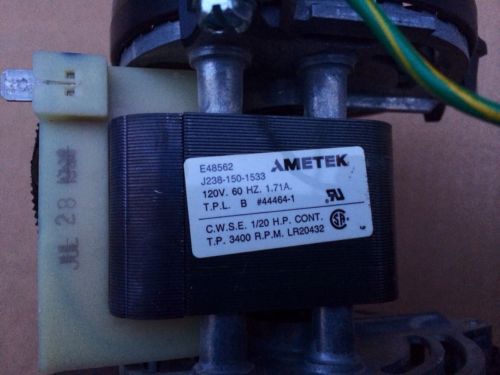 E48562
AMETEK
J238-150-1533
120V. 60 HZ. 1.71A.
T.P.L. B #44464-1
C.W.S.E. 1/20 H.P. CONT.
T.P. 3400 R.P.M. LR20432
JUL 28